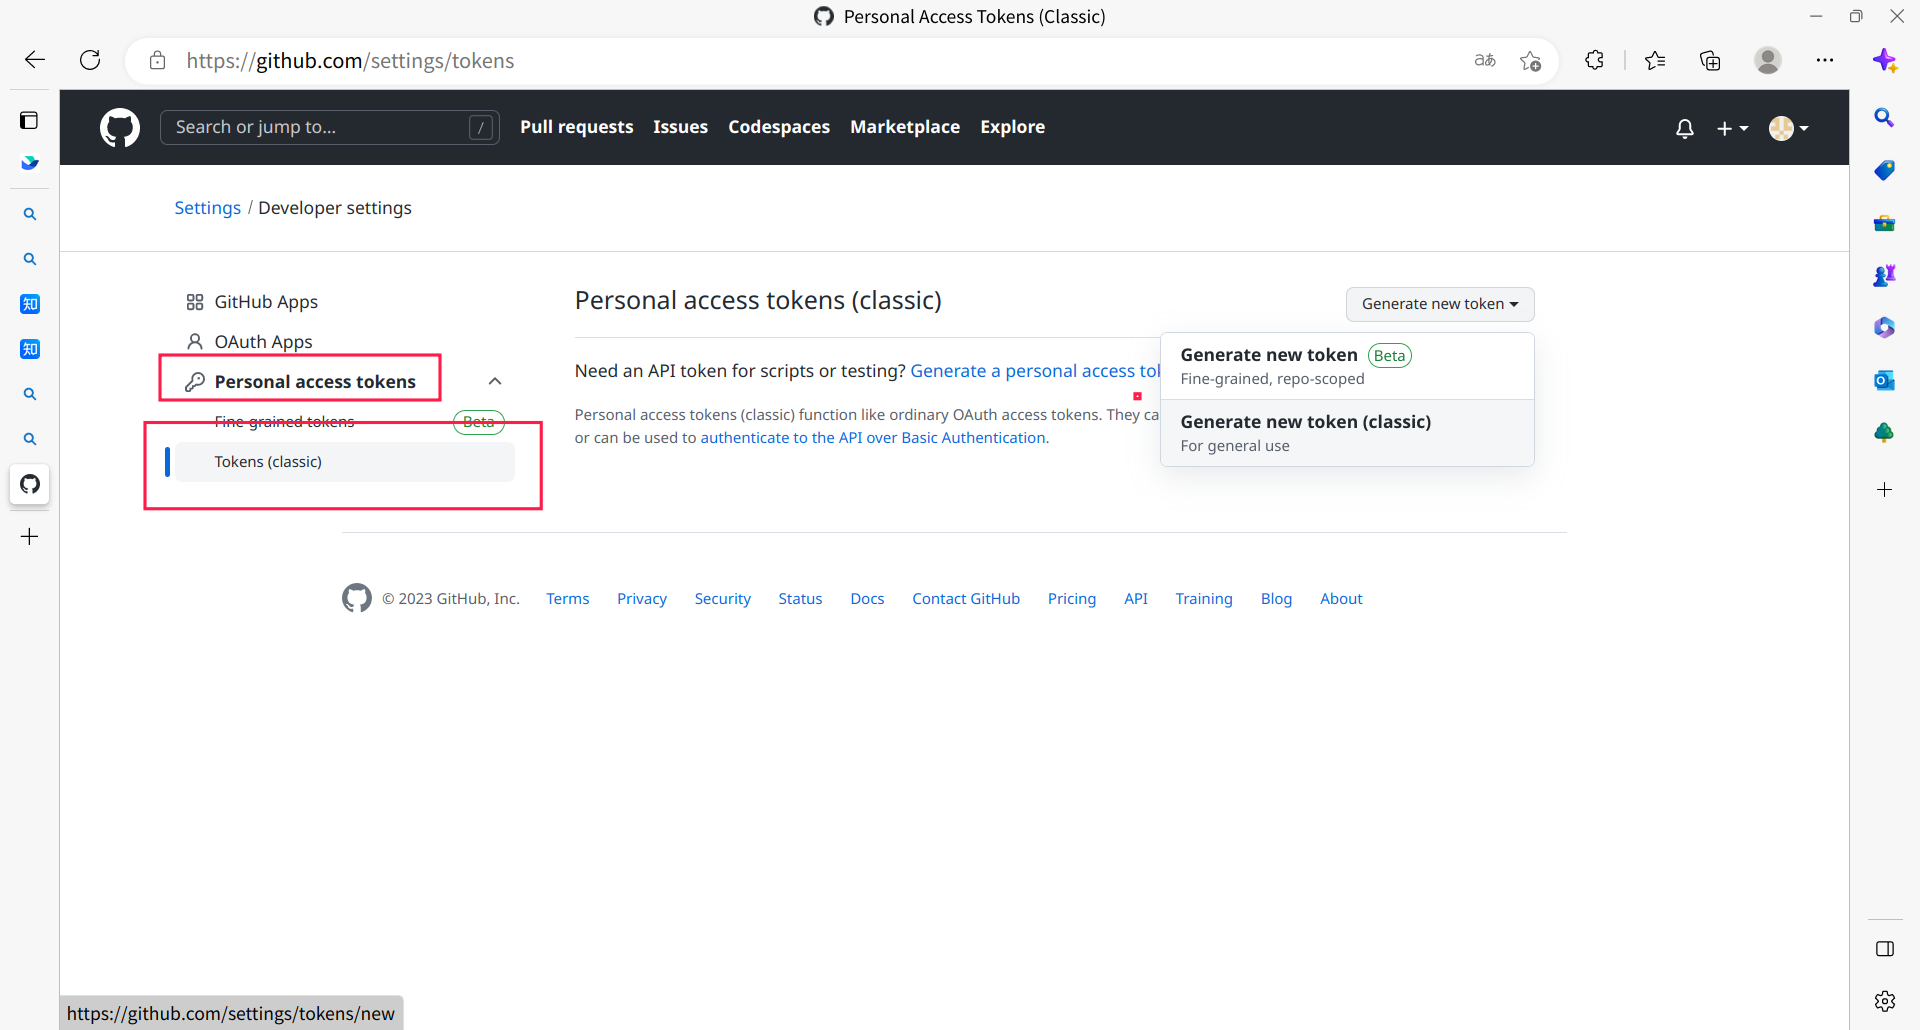 Personal Access Tokens (Classic)
https://github.com/settings/tokens
aあ
Search or jump to...
/
Pull requests
Issues
Codespaces
Marketplace
Explore
Settings / Developer settings
知
知
GitHub Apps
OAuth Apps
Personal access tokens
Fine-grained tokens
Beta
Tokens (classic)
Personal access tokens (classic)
Generate new token
Need an API token for scripts or testing? Generate a personal access tok
Personal access tokens (classic) function like ordinary OAuth access tokens. They ca
or can be used to authenticate to the API over Basic Authentication.
Generate new token Beta
Fine-grained, repo-scoped
Generate new token (classic)
For general use
© 2023 GitHub, Inc.
Terms
Privacy
Security
Status
Docs
Contact GitHub
Pricing
API
Training
Blog
About
https://github.com/settings/tokens/new